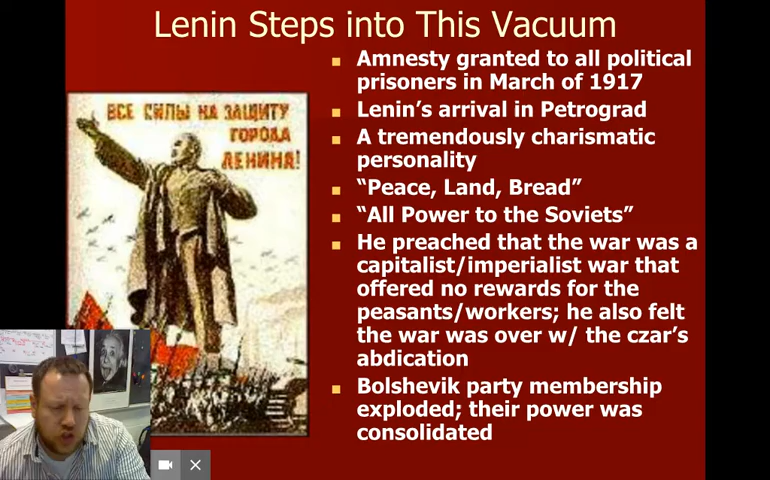 Lenin Steps into This Vacuum
Amnesty granted to all political
prisoners in March of 1917
Lenin's arrival in Petrograd
A tremendously charismatic
personality
"Peace, Land, Bread"
"All Power to the Soviets"
He preached that the war was a
capitalist/imperialist war that
offered no rewards for the
peasants/workers; he also felt
the war was over w/ the czar's
abdication
Bolshevik party membership
exploded; their power was
consolidated
ВСЕ СИЛЫ НА ЗАЩИТУ
ГОРОДА
ЛЕНИНА!